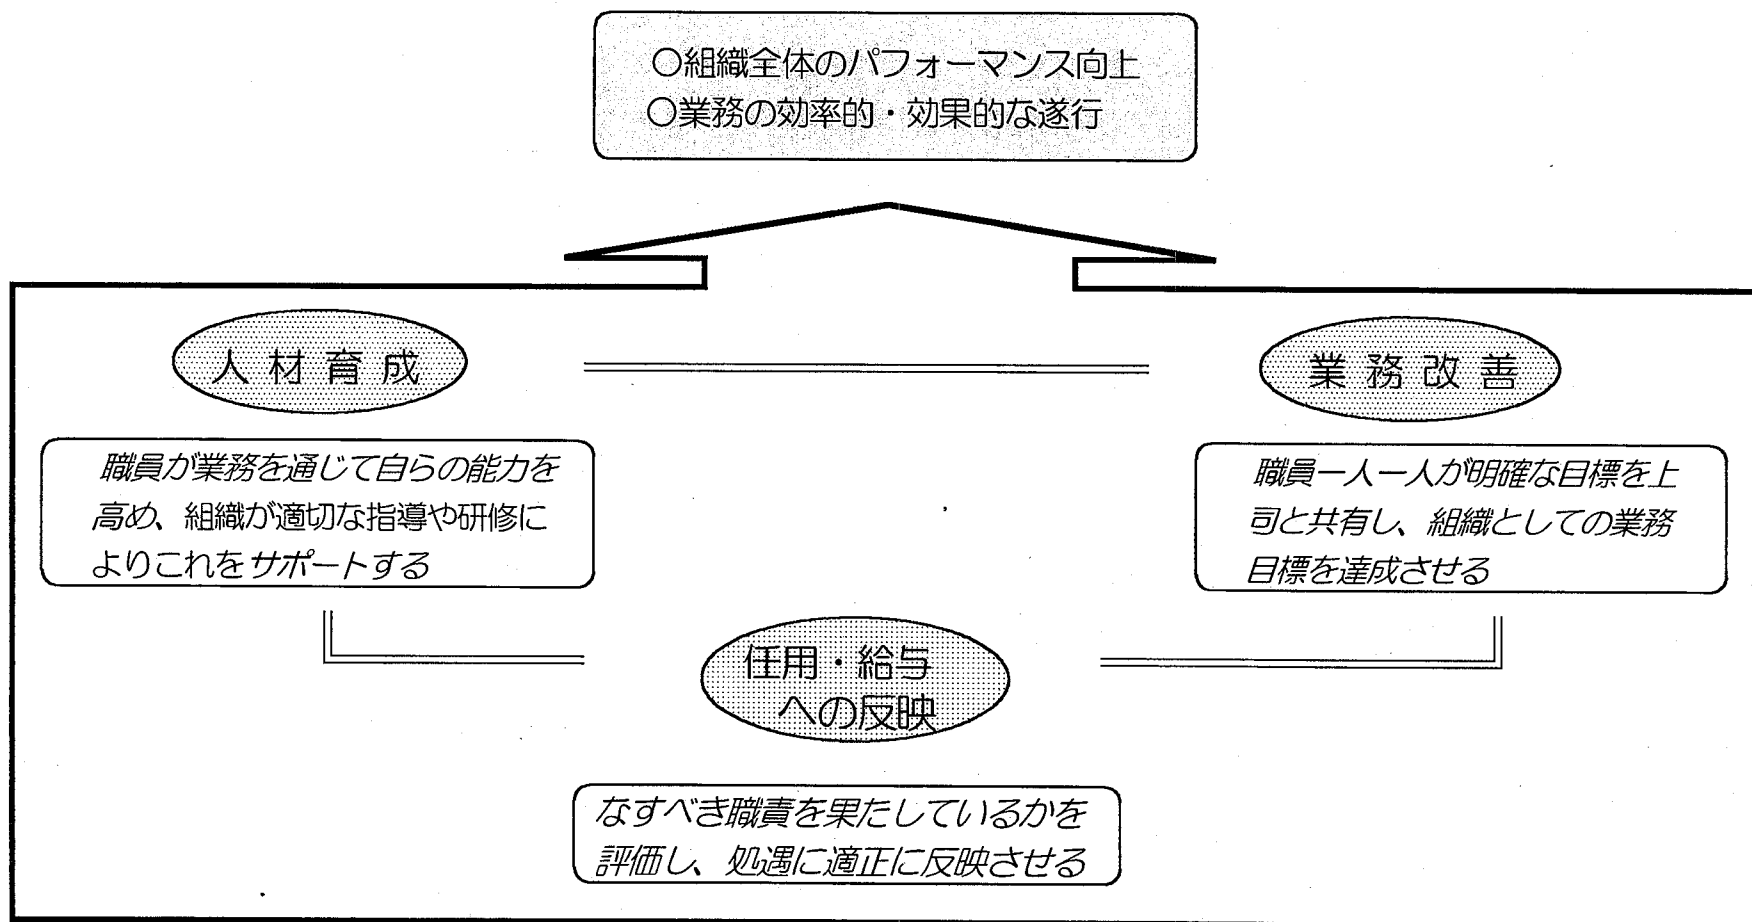 ○組織全体のパフォーマンス向上
○業務の効率的・効果的な遂行
人材育成
業務改善
職員が業務を通じて自らの能力を
高め、組織が適切な指導や研修に
よりこれをサポートする
職員一人一人が明確な目標を上
司と共有し、組織としての業務
目標を達成させる
任用・給与
への反映
なすべき職責を果たしているかを
評価し、処遇に適正に反映させる